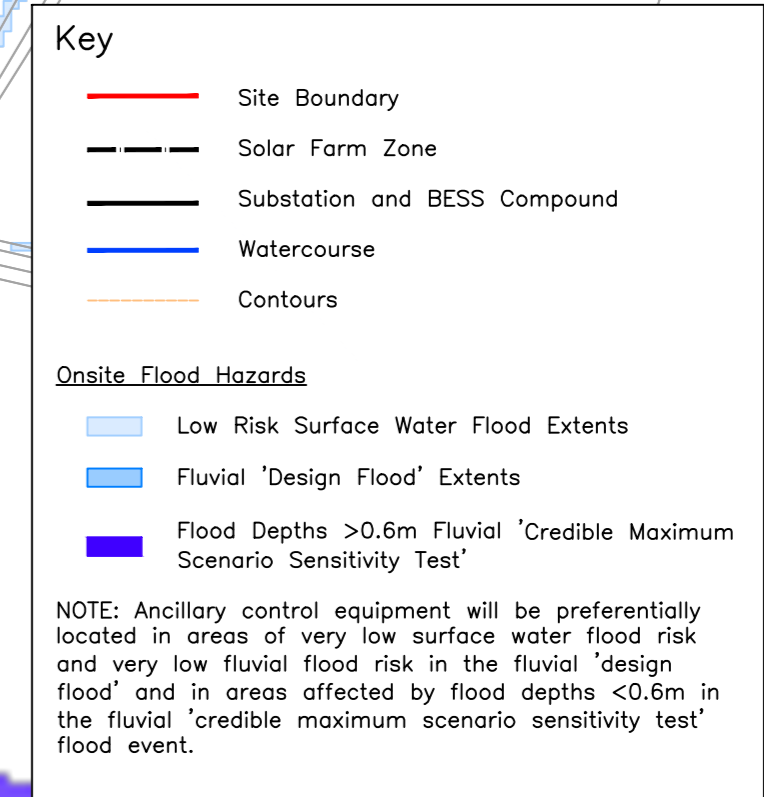 Key
Site Boundary
Solar Farm Zone
Substation and BESS Compound
Watercourse
Contours
Onsite Flood Hazards
Low Risk Surface Water Flood Extents
Fluvial 'Design Flood' Extents
Flood Depths >0.6m Fluvial 'Credible Maximum
Scenario Sensitivity Test'
NOTE: Ancillary control equipment will be preferentially
located in areas of very low surface water flood risk
and very low fluvial flood risk in the fluvial 'design
flood' and in areas affected by flood depths <0.6m in
the fluvial 'credible maximum scenario sensitivity test'
flood event.